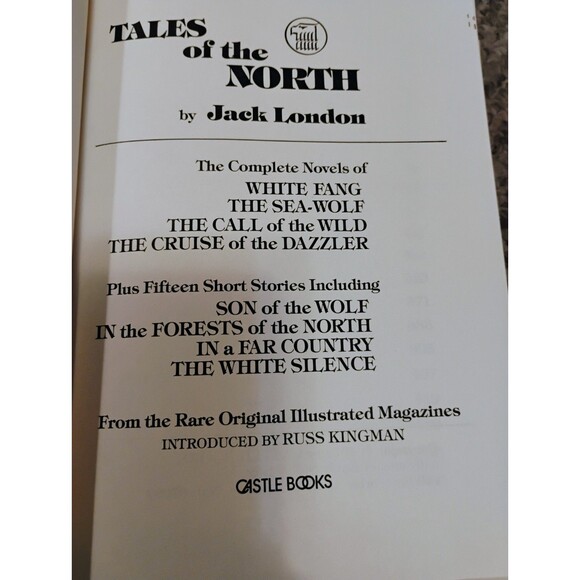 TALES
of the
NORTH
by Jack London
The Complete Novels of
WHITE FANG
THE SEA-WOLF
THE CALL of the WILD
THE CRUISE of the DAZZLER
Plus Fifteen Short Stories Including
SON of the WOLF
IN the FORESTS of the NORTH
IN a FAR COUNTRY
THE WHITE SILENCE
From the Rare Original Illustrated Magazines
INTRODUCED BY RUSS KINGMAN
CASTLE BOOKS